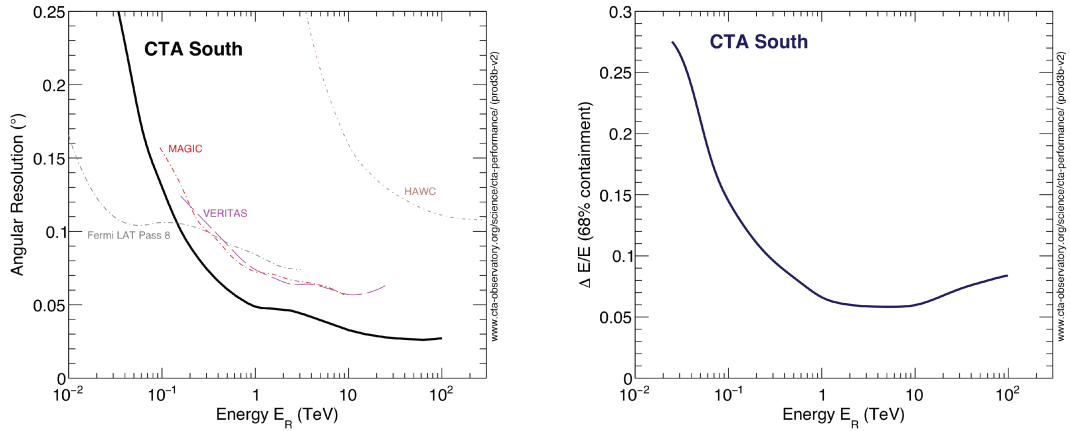 0.25
0.2
0.15
0.1
0.05
0
Angular Resolution (°)
CTA South
MAGIC
VERITAS
Fermi LAT Pass 8
HAWC
10⁻² 10⁻¹ 1 10 10²
Energy E_R (TeV)
www.cta-observatory.org/science/cta-performance/ (prod3b-v2)
0.3
0.25
0.2
0.15
0.1
0.05
0
Δ E/E (68% containment)
CTA South
10⁻² 10⁻¹ 1 10 10²
Energy E_R (TeV)
www.cta-observatory.org/science/cta-performance/ (prod3b-v2)